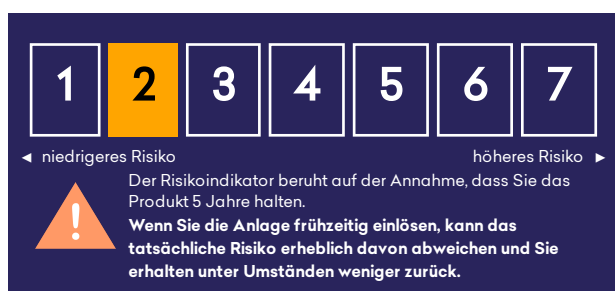 1 2 3 4 5 6 7
◄ niedrigeres Risiko höheres Risiko ►
Der Risikoindikator beruht auf der Annahme, dass Sie das
Produkt 5 Jahre halten.
Wenn Sie die Anlage frühzeitig einlösen, kann das
tatsächliche Risiko erheblich davon abweichen und Sie
erhalten unter Umständen weniger zurück.